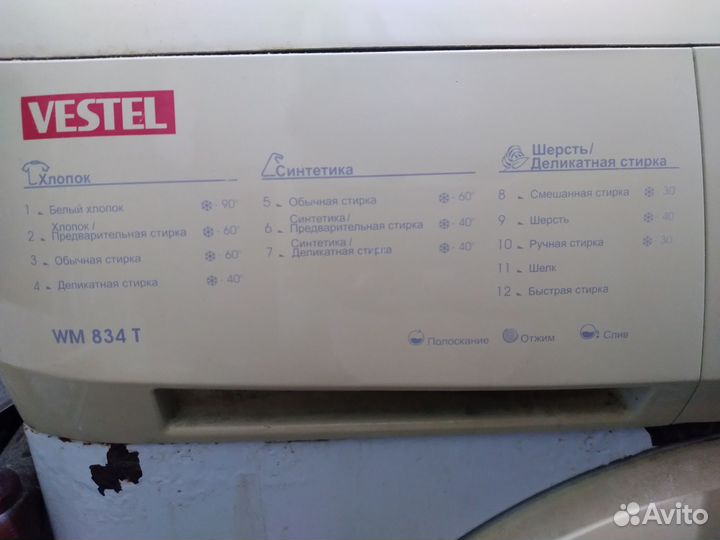 VESTEL
Хлопок
1 Белый хлопок - 90°
2 Хлопок /
Предварительная стирка - 60°
3 Обычная стирка - 60°
4 Деликатная стирка - 40°
Синтетика
5 Обычная стирка - 60°
6 Синтетика /
Предварительная стирка - 40°
7 Синтетика /
Деликатная стирка - 40°
Шерсть/
Деликатная стирка
8 Смешанная стирка - 30
9 Шерсть - 40
10 Ручная стирка - 30
11 Шелк
12 Быстрая стирка
WM 834 T
Полоскание Отжим Слив
Avito